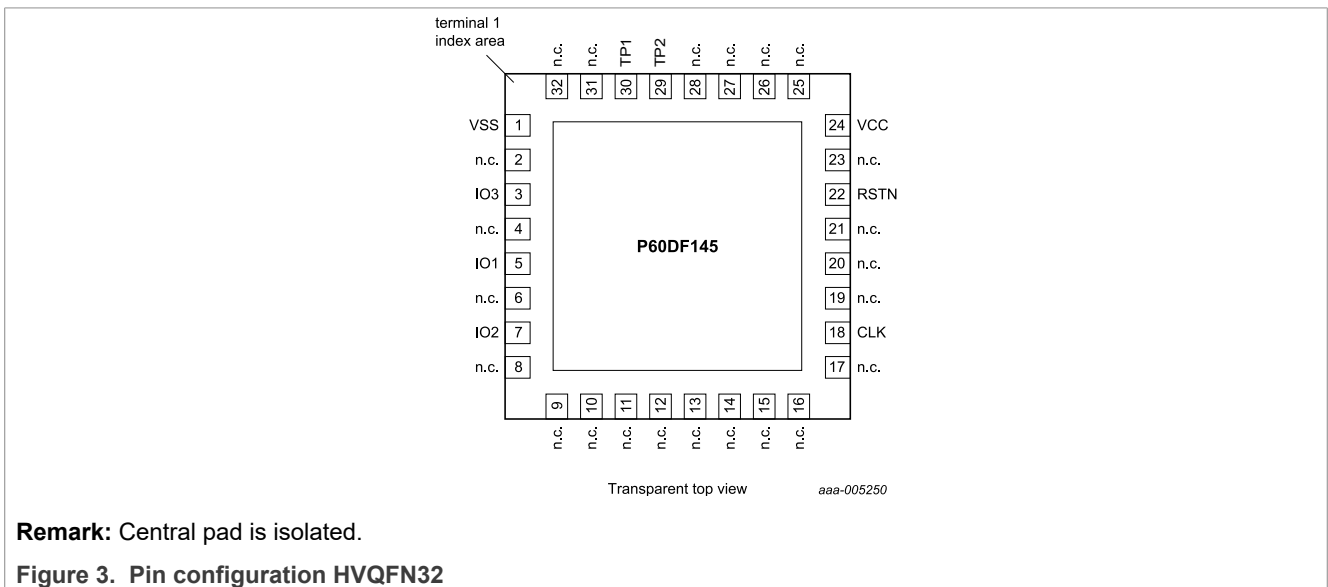 terminal 1
index area
n.c. n.c. TP1 TP2 n.c. n.c. n.c. n.c.
32 31 30 29 28 27 26 25
VSS 1 24 VCC
n.c. 2 23 n.c.
IO3 3 22 RSTN
n.c. 4 21 n.c.
P60DF145
IO1 5 20 n.c.
n.c. 6 19 n.c.
IO2 7 18 CLK
n.c. 8 17 n.c.
9 10 11 12 13 14 15 16
n.c. n.c. n.c. n.c. n.c. n.c. n.c. n.c.
Transparent top view aaa-005250
Remark: Central pad is isolated.
Figure 3. Pin configuration HVQFN32